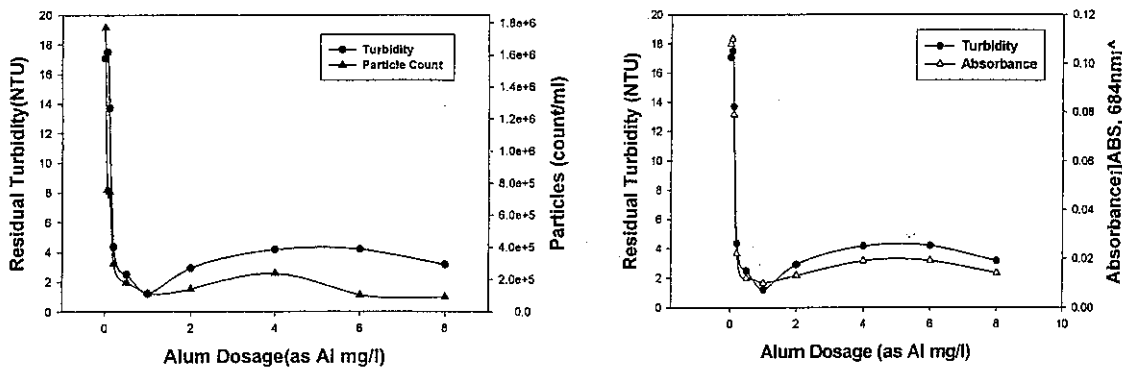 20
18
16
14
12
10
8
6
4
2
0
Residual Turbidity(NTU)
Turbidity
Particle Count
1.8e+6
1.6e+6
1.4e+6
1.2e+6
1.0e+6
8.0e+5
6.0e+5
4.0e+5
2.0e+5
0.0
Particles (count/ml)
0 2 4 6 8
Alum Dosage(as Al mg/l)
20
18
16
14
12
10
8
6
4
2
0
Residual Turbidity (NTU)
Turbidity
Absorbance
0.12
0.10
0.08
0.06
0.04
0.02
0.00
Absorbance¡]ABS, 684nm¡^
0 2 4 6 8 10
Alum Dosage (as Al mg/l)